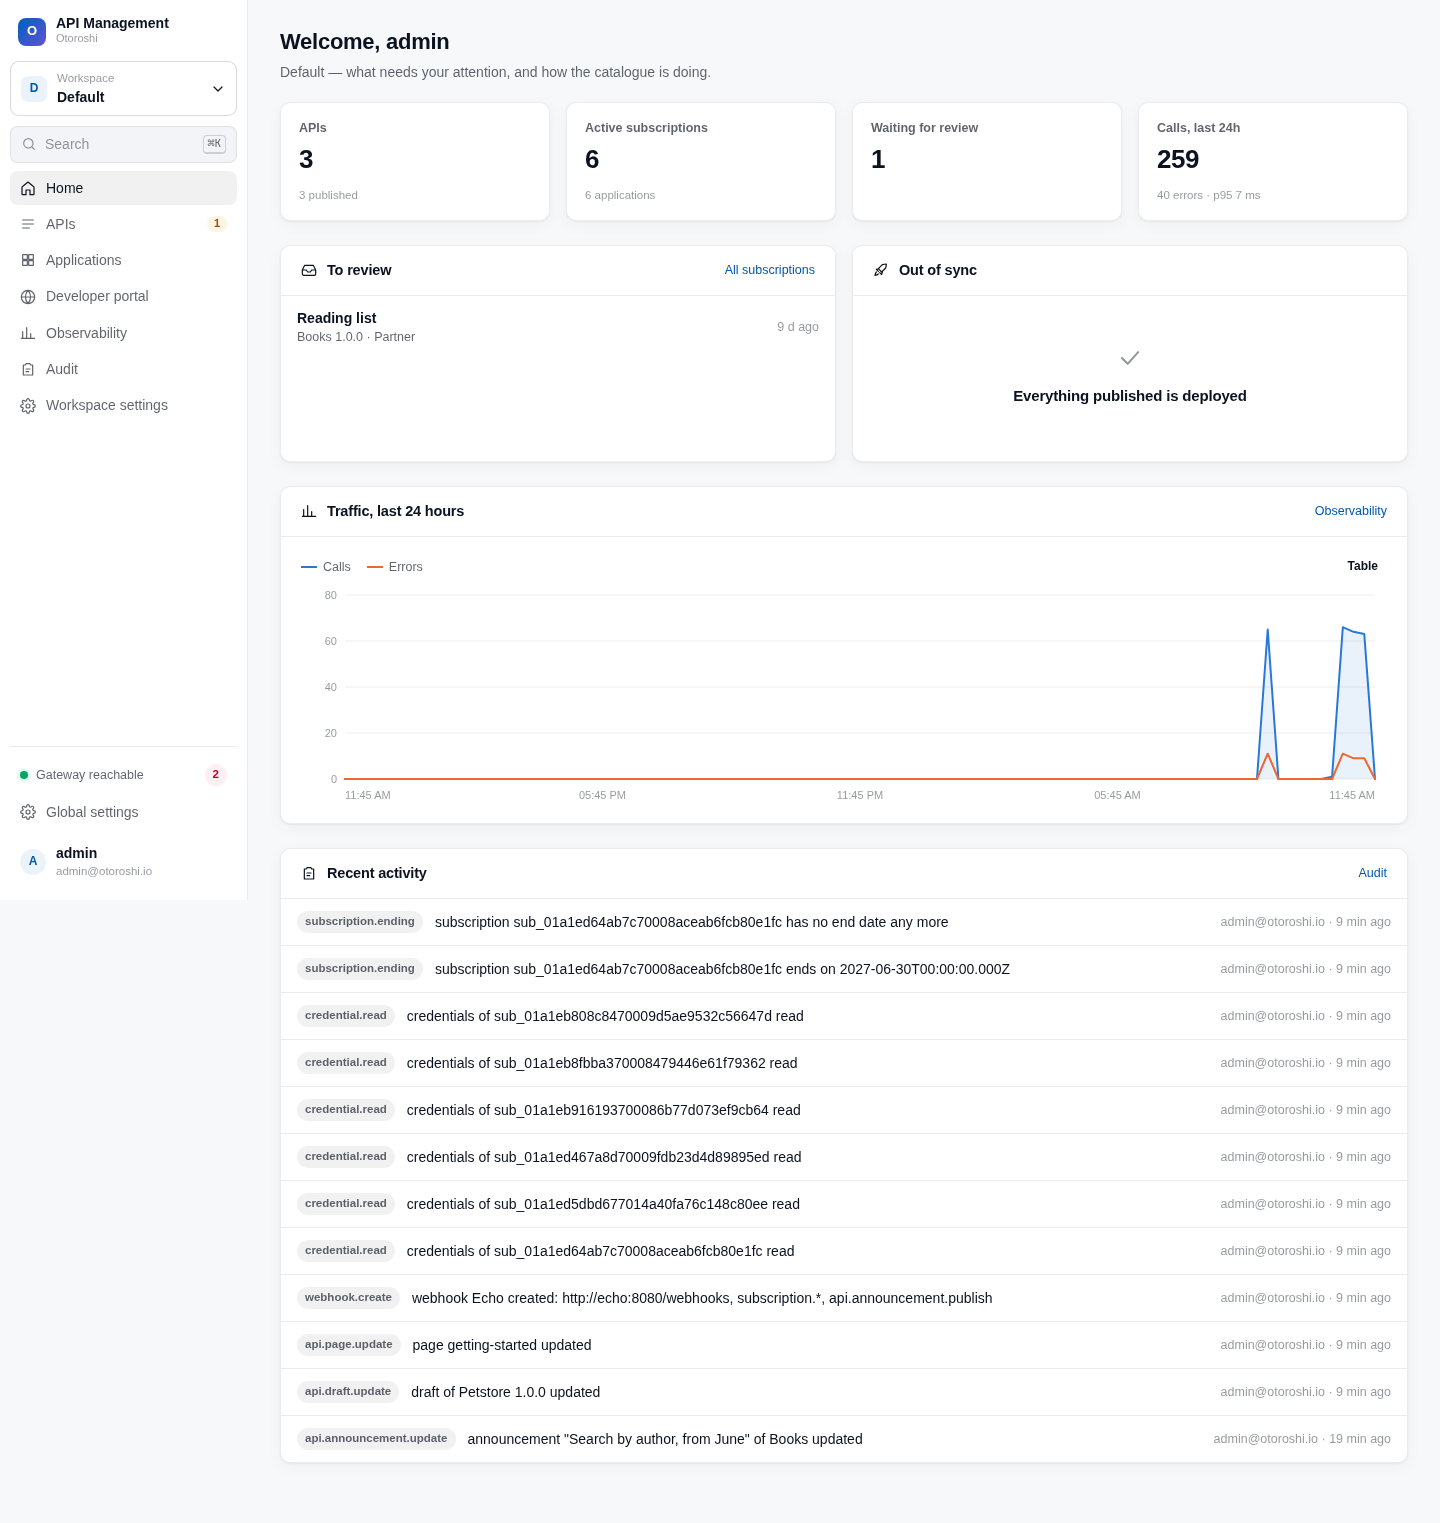 O
API Management
Otoroshi
D
Workspace
Default
Search
⌘K
Home
APIs
1
Applications
Developer portal
Observability
Audit
Workspace settings
Gateway reachable
2
Global settings
A
admin
admin@otoroshi.io
Welcome, admin
Default — what needs your attention, and how the catalogue is doing.
APIs
3
3 published
Active subscriptions
6
6 applications
Waiting for review
1
Calls, last 24h
259
40 errors · p95 7 ms
To review
All subscriptions
Reading list
Books 1.0.0 · Partner
9 d ago
Out of sync
Everything published is deployed
Traffic, last 24 hours
Observability
Calls
Errors
Table
80
60
40
20
0
11:45 AM
05:45 PM
11:45 PM
05:45 AM
11:45 AM
Recent activity
Audit
subscription.ending subscription sub_01a1ed64ab7c70008aceab6fcb80e1fc has no end date any more admin@otoroshi.io · 9 min ago
subscription.ending subscription sub_01a1ed64ab7c70008aceab6fcb80e1fc ends on 2027-06-30T00:00:00.000Z admin@otoroshi.io · 9 min ago
credential.read credentials of sub_01a1eb808c8470009d5ae9532c56647d read admin@otoroshi.io · 9 min ago
credential.read credentials of sub_01a1eb8fbba370008479446e61f79362 read admin@otoroshi.io · 9 min ago
credential.read credentials of sub_01a1eb916193700086b77d073ef9cb64 read admin@otoroshi.io · 9 min ago
credential.read credentials of sub_01a1ed467a8d70009fdb23d4d89895ed read admin@otoroshi.io · 9 min ago
credential.read credentials of sub_01a1ed5dbd677014a40fa76c148c80ee read admin@otoroshi.io · 9 min ago
credential.read credentials of sub_01a1ed64ab7c70008aceab6fcb80e1fc read admin@otoroshi.io · 9 min ago
webhook.create webhook Echo created: http://echo:8080/webhooks, subscription.*, api.announcement.publish admin@otoroshi.io · 9 min ago
api.page.update page getting-started updated admin@otoroshi.io · 9 min ago
api.draft.update draft of Petstore 1.0.0 updated admin@otoroshi.io · 9 min ago
api.announcement.update announcement "Search by author, from June" of Books updated admin@otoroshi.io · 19 min ago